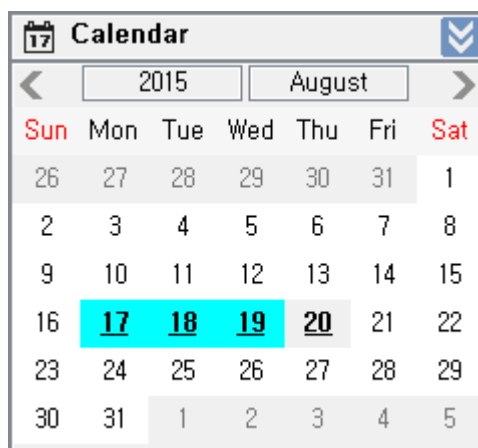 17 Calendar
2015 August
Sun Mon Tue Wed Thu Fri Sat
26 27 28 29 30 31 1
2 3 4 5 6 7 8
9 10 11 12 13 14 15
16 17 18 19 20 21 22
23 24 25 26 27 28 29
30 31 1 2 3 4 5